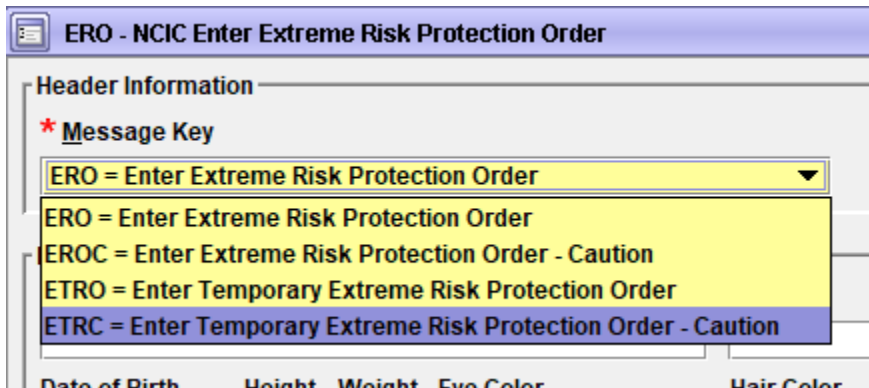 ERO - NCIC Enter Extreme Risk Protection Order
Header Information
* Message Key
ERO = Enter Extreme Risk Protection Order
ERO = Enter Extreme Risk Protection Order
EROC = Enter Extreme Risk Protection Order - Caution
ETRO = Enter Temporary Extreme Risk Protection Order
ETRC = Enter Temporary Extreme Risk Protection Order - Caution
Date of Birth Height Weight Eye Color Hair Color